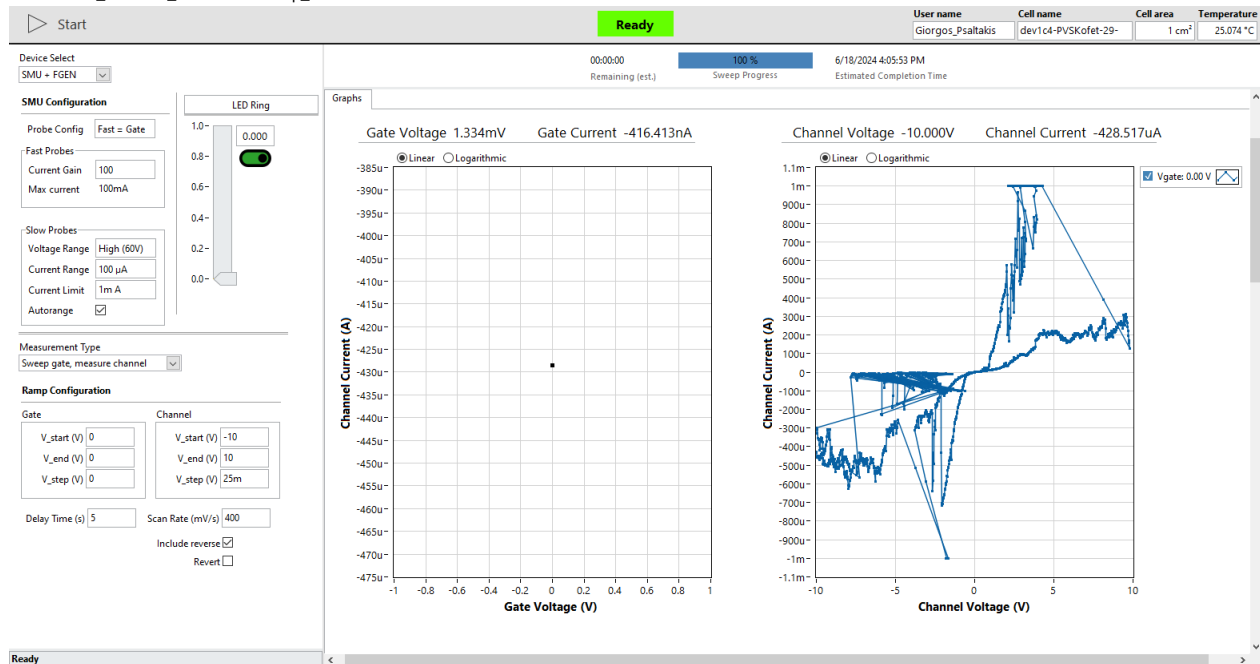 Start
Ready
User name
Cell name
Cell area
Temperature
Giorgos_Psaltakis
dev1c4-PVSKofet-29-
1 cm²
25.074 °C
Device Select
SMU + FGEN
00:00:00
Remaining (est.)
100 %
Sweep Progress
6/18/2024 4:05:53 PM
Estimated Completion Time
SMU Configuration
Probe Config Fast = Gate
Fast Probes
Current Gain 100
Max current 100mA
Slow Probes
Voltage Range High (60V)
Current Range 100 µA
Current Limit 1m A
Autorange
LED Ring
0.000
1.0
0.8
0.6
0.4
0.2
0.0
Measurement Type
Sweep gate, measure channel
Ramp Configuration
Gate
V_start (V) 0
V_end (V) 0
V_step (V) 0
Channel
V_start (V) -10
V_end (V) 10
V_step (V) 25m
Delay Time (s) 5
Scan Rate (mV/s) 400
Include reverse
Revert
Ready
Graphs
Gate Voltage 1.334mV Gate Current -416.413nA
Linear Logarithmic
Channel Current (A)
-385u
-390u
-395u
-400u
-405u
-410u
-415u
-420u
-425u
-430u
-435u
-440u
-445u
-450u
-455u
-460u
-465u
-470u
-475u
-1 -0.8 -0.6 -0.4 -0.2 0 0.2 0.4 0.6 0.8 1
Gate Voltage (V)
Channel Voltage -10.000V Channel Current -428.517uA
Linear Logarithmic
Channel Current (A)
1.1m
1m
900u
800u
700u
600u
500u
400u
300u
200u
100u
0
-100u
-200u
-300u
-400u
-500u
-600u
-700u
-800u
-900u
-1m
-1.1m
-10 -5 0 5 10
Channel Voltage (V)
Vgate: 0.00 V